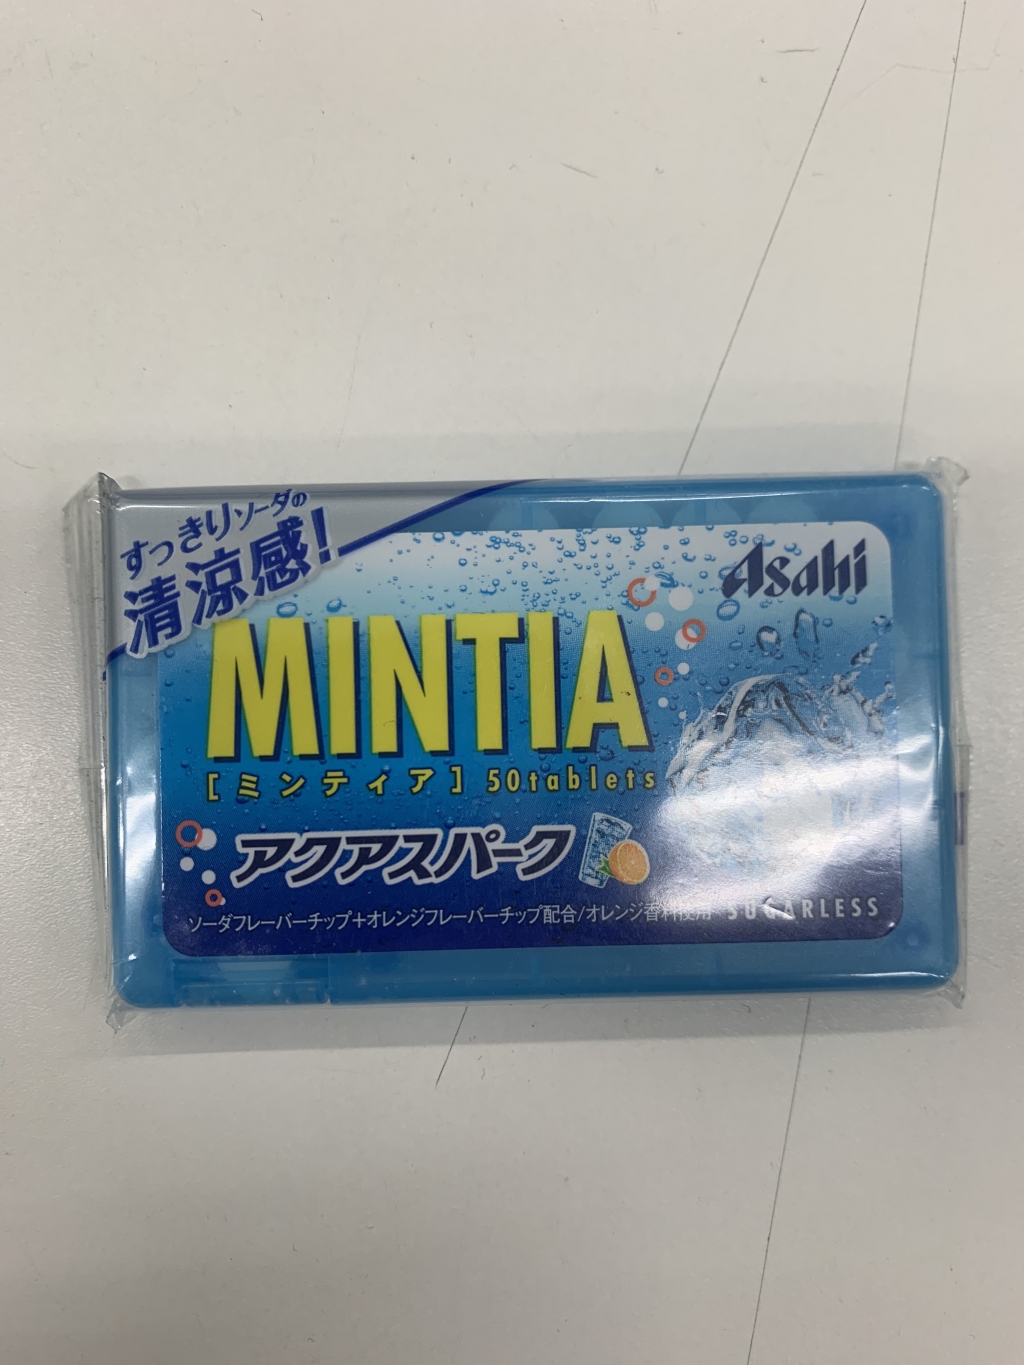 すっきりソーダの
清涼感!
Asahi
MINTIA
[ミンティア] 50tablets
アクアスパーク
ソーダフレーバーチップ+オレンジフレーバーチップ配合/オレンジ香料使用
SUGARLESS